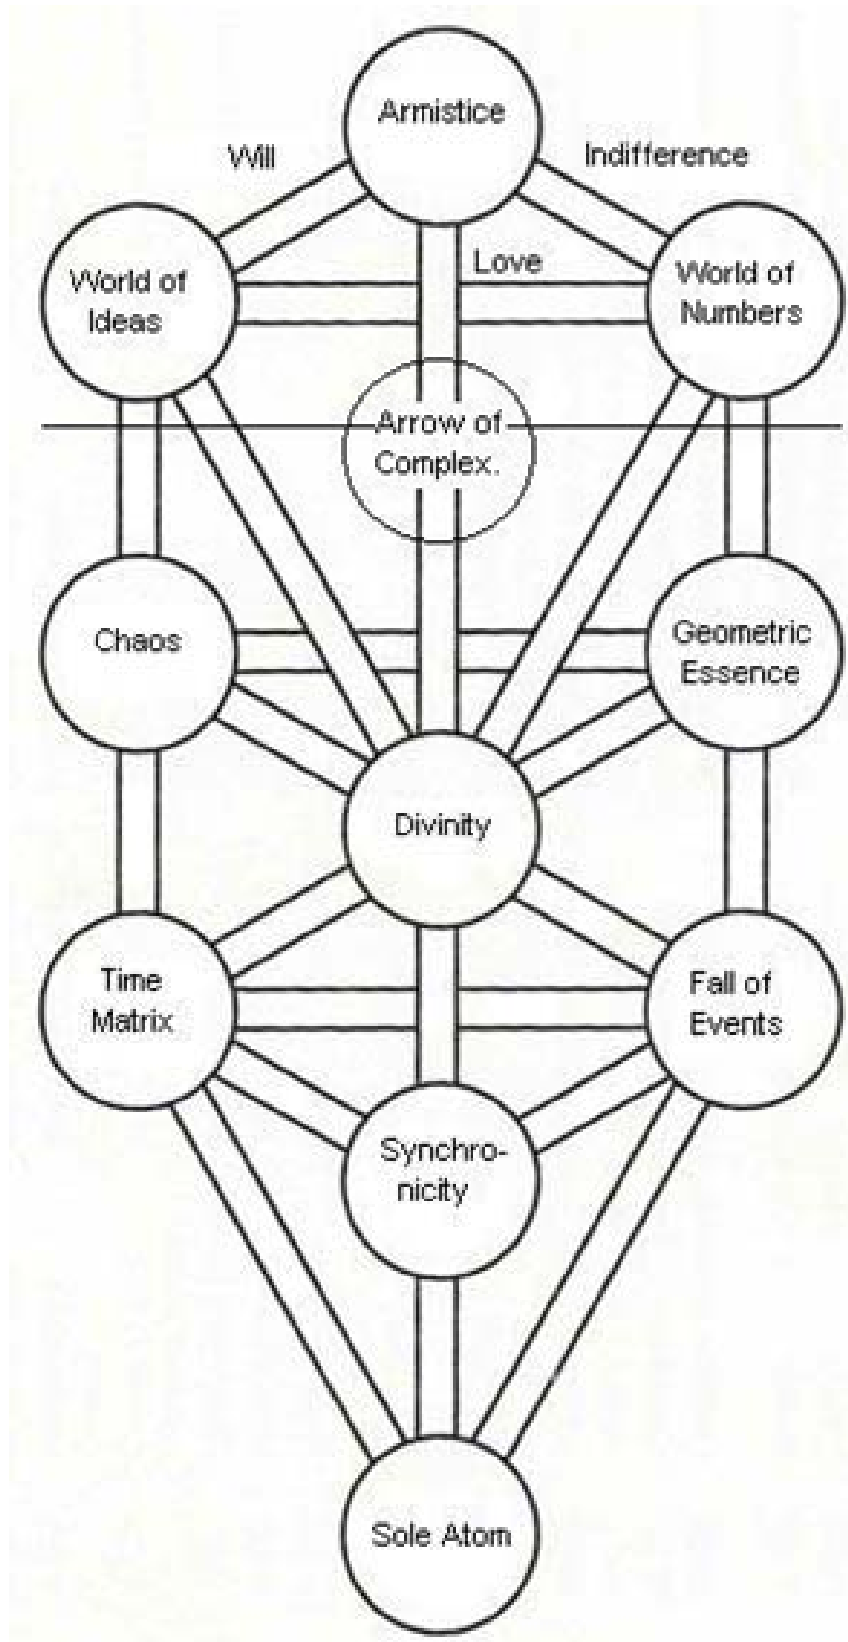 Armistice
Will
Indifference
Love
World of
Ideas
World of
Numbers
Arrow of
Complex.
Chaos
Geometric
Essence
Divinity
Time
Matrix
Fall of
Events
Synchro-
nicity
Sole Atom